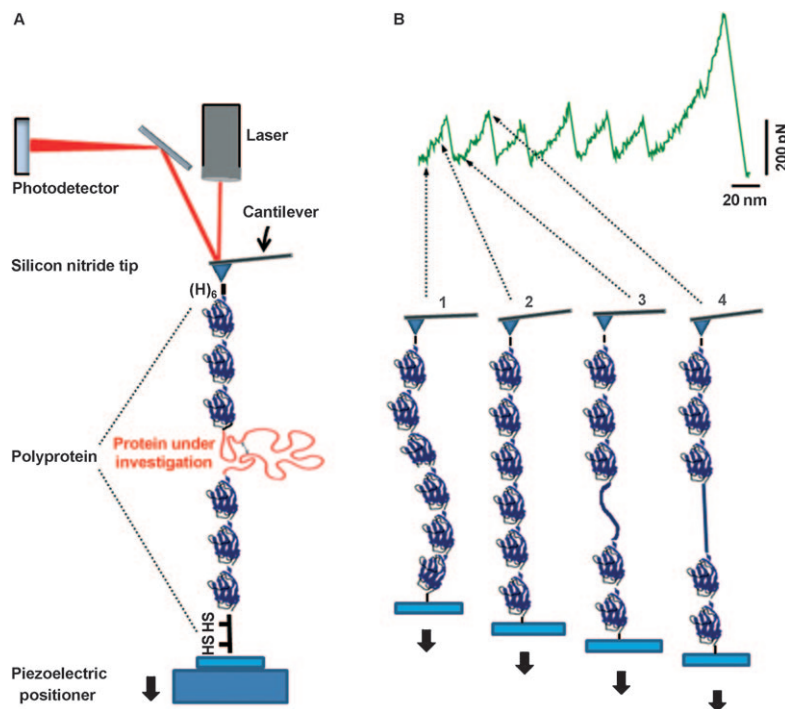 A
Laser
Photodetector
Cantilever
Silicon nitride tip
(H)6
Protein under
investigation
Polyprotein
HS HS
Piezoelectric
positioner
B
200 pN
20 nm
1
2
3
4